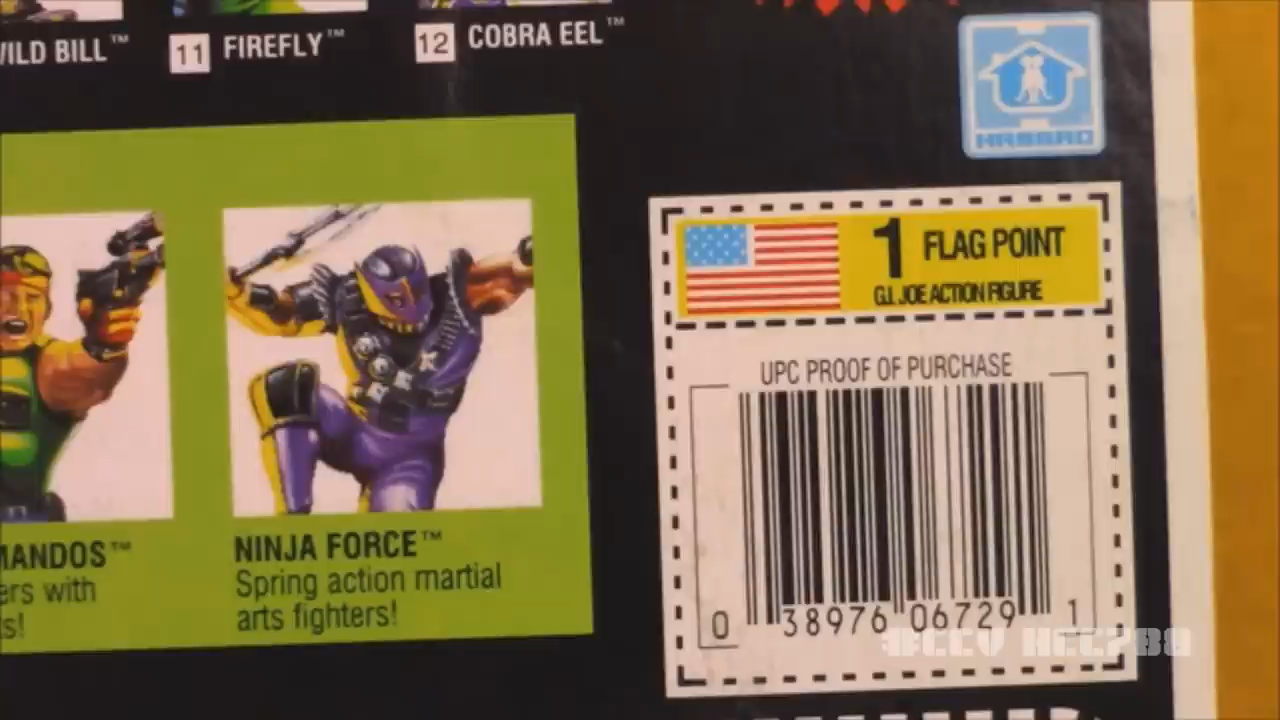 WILD BILL™
11 FIREFLY™
12 COBRA EEL™
HASBRO
1 FLAG POINT
G.I. JOE ACTION FIGURE
UPC PROOF OF PURCHASE
0 38976 06729 1
MANDOS™
ers with
s!
NINJA FORCE™
Spring action martial
arts fighters!